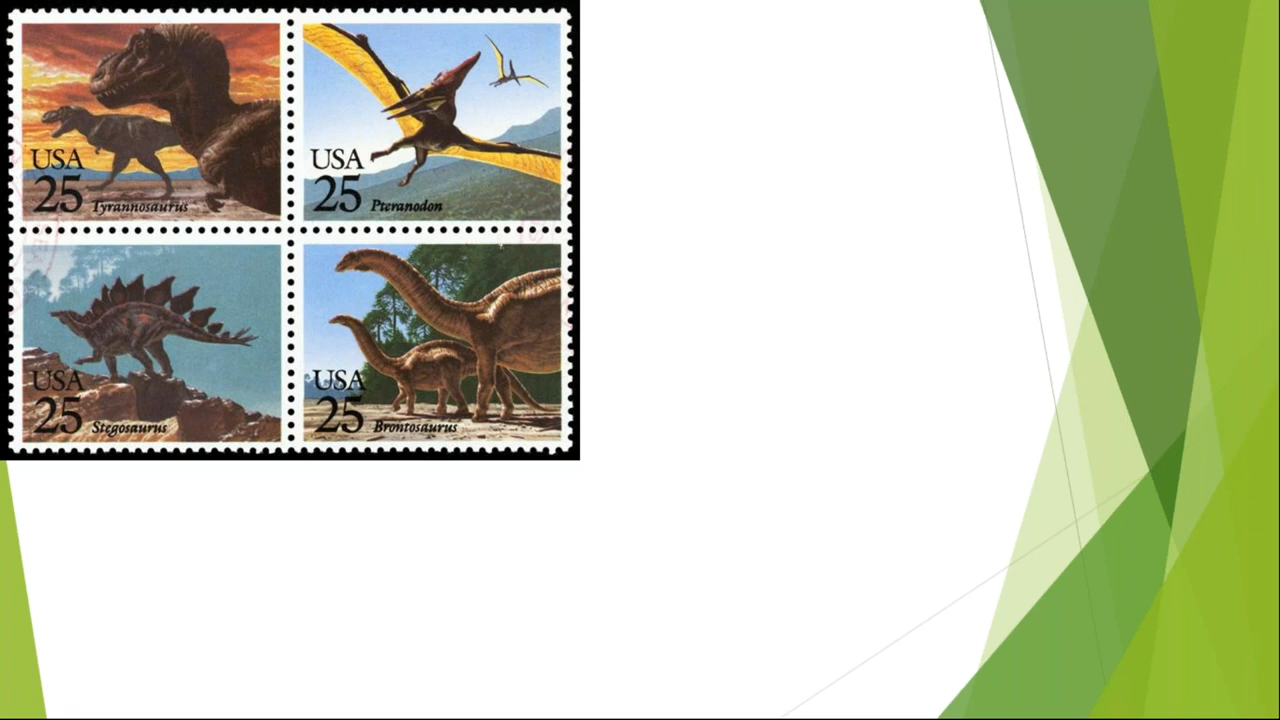 USA
25 Tyrannosaurus
USA
25 Pteranodon
USA
25 Stegosaurus
USA
25 Brontosaurus